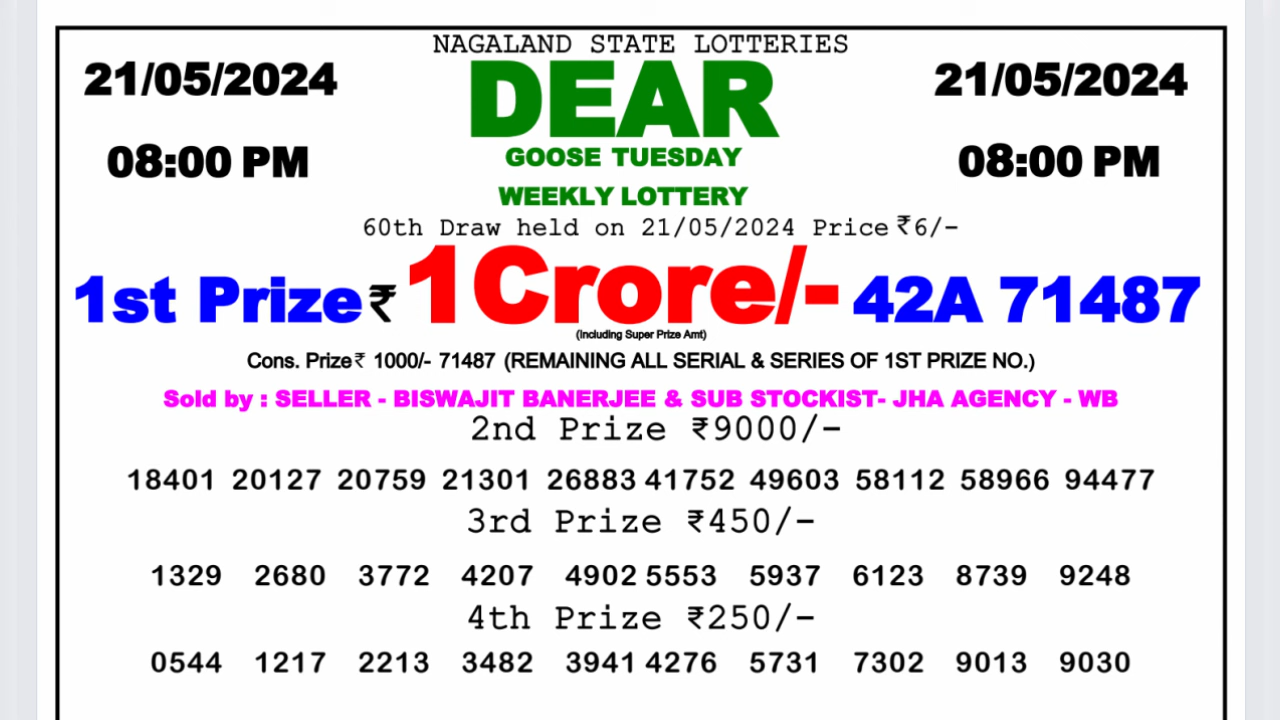 NAGALAND STATE LOTTERIES
21/05/2024 DEAR 21/05/2024
08:00 PM GOOSE TUESDAY 08:00 PM
WEEKLY LOTTERY
60th Draw held on 21/05/2024 Price ₹6/-
1st Prize ₹ 1Crore/- 42A 71487
(Including Super Prize Amt)
Cons. Prize ₹ 1000/- 71487 (REMAINING ALL SERIAL & SERIES OF 1ST PRIZE NO.)
Sold by : SELLER - BISWAJIT BANERJEE & SUB STOCKIST- JHA AGENCY - WB
2nd Prize ₹9000/-
18401 20127 20759 21301 26883 41752 49603 58112 58966 94477
3rd Prize ₹450/-
1329 2680 3772 4207 4902 5553 5937 6123 8739 9248
4th Prize ₹250/-
0544 1217 2213 3482 3941 4276 5731 7302 9013 9030